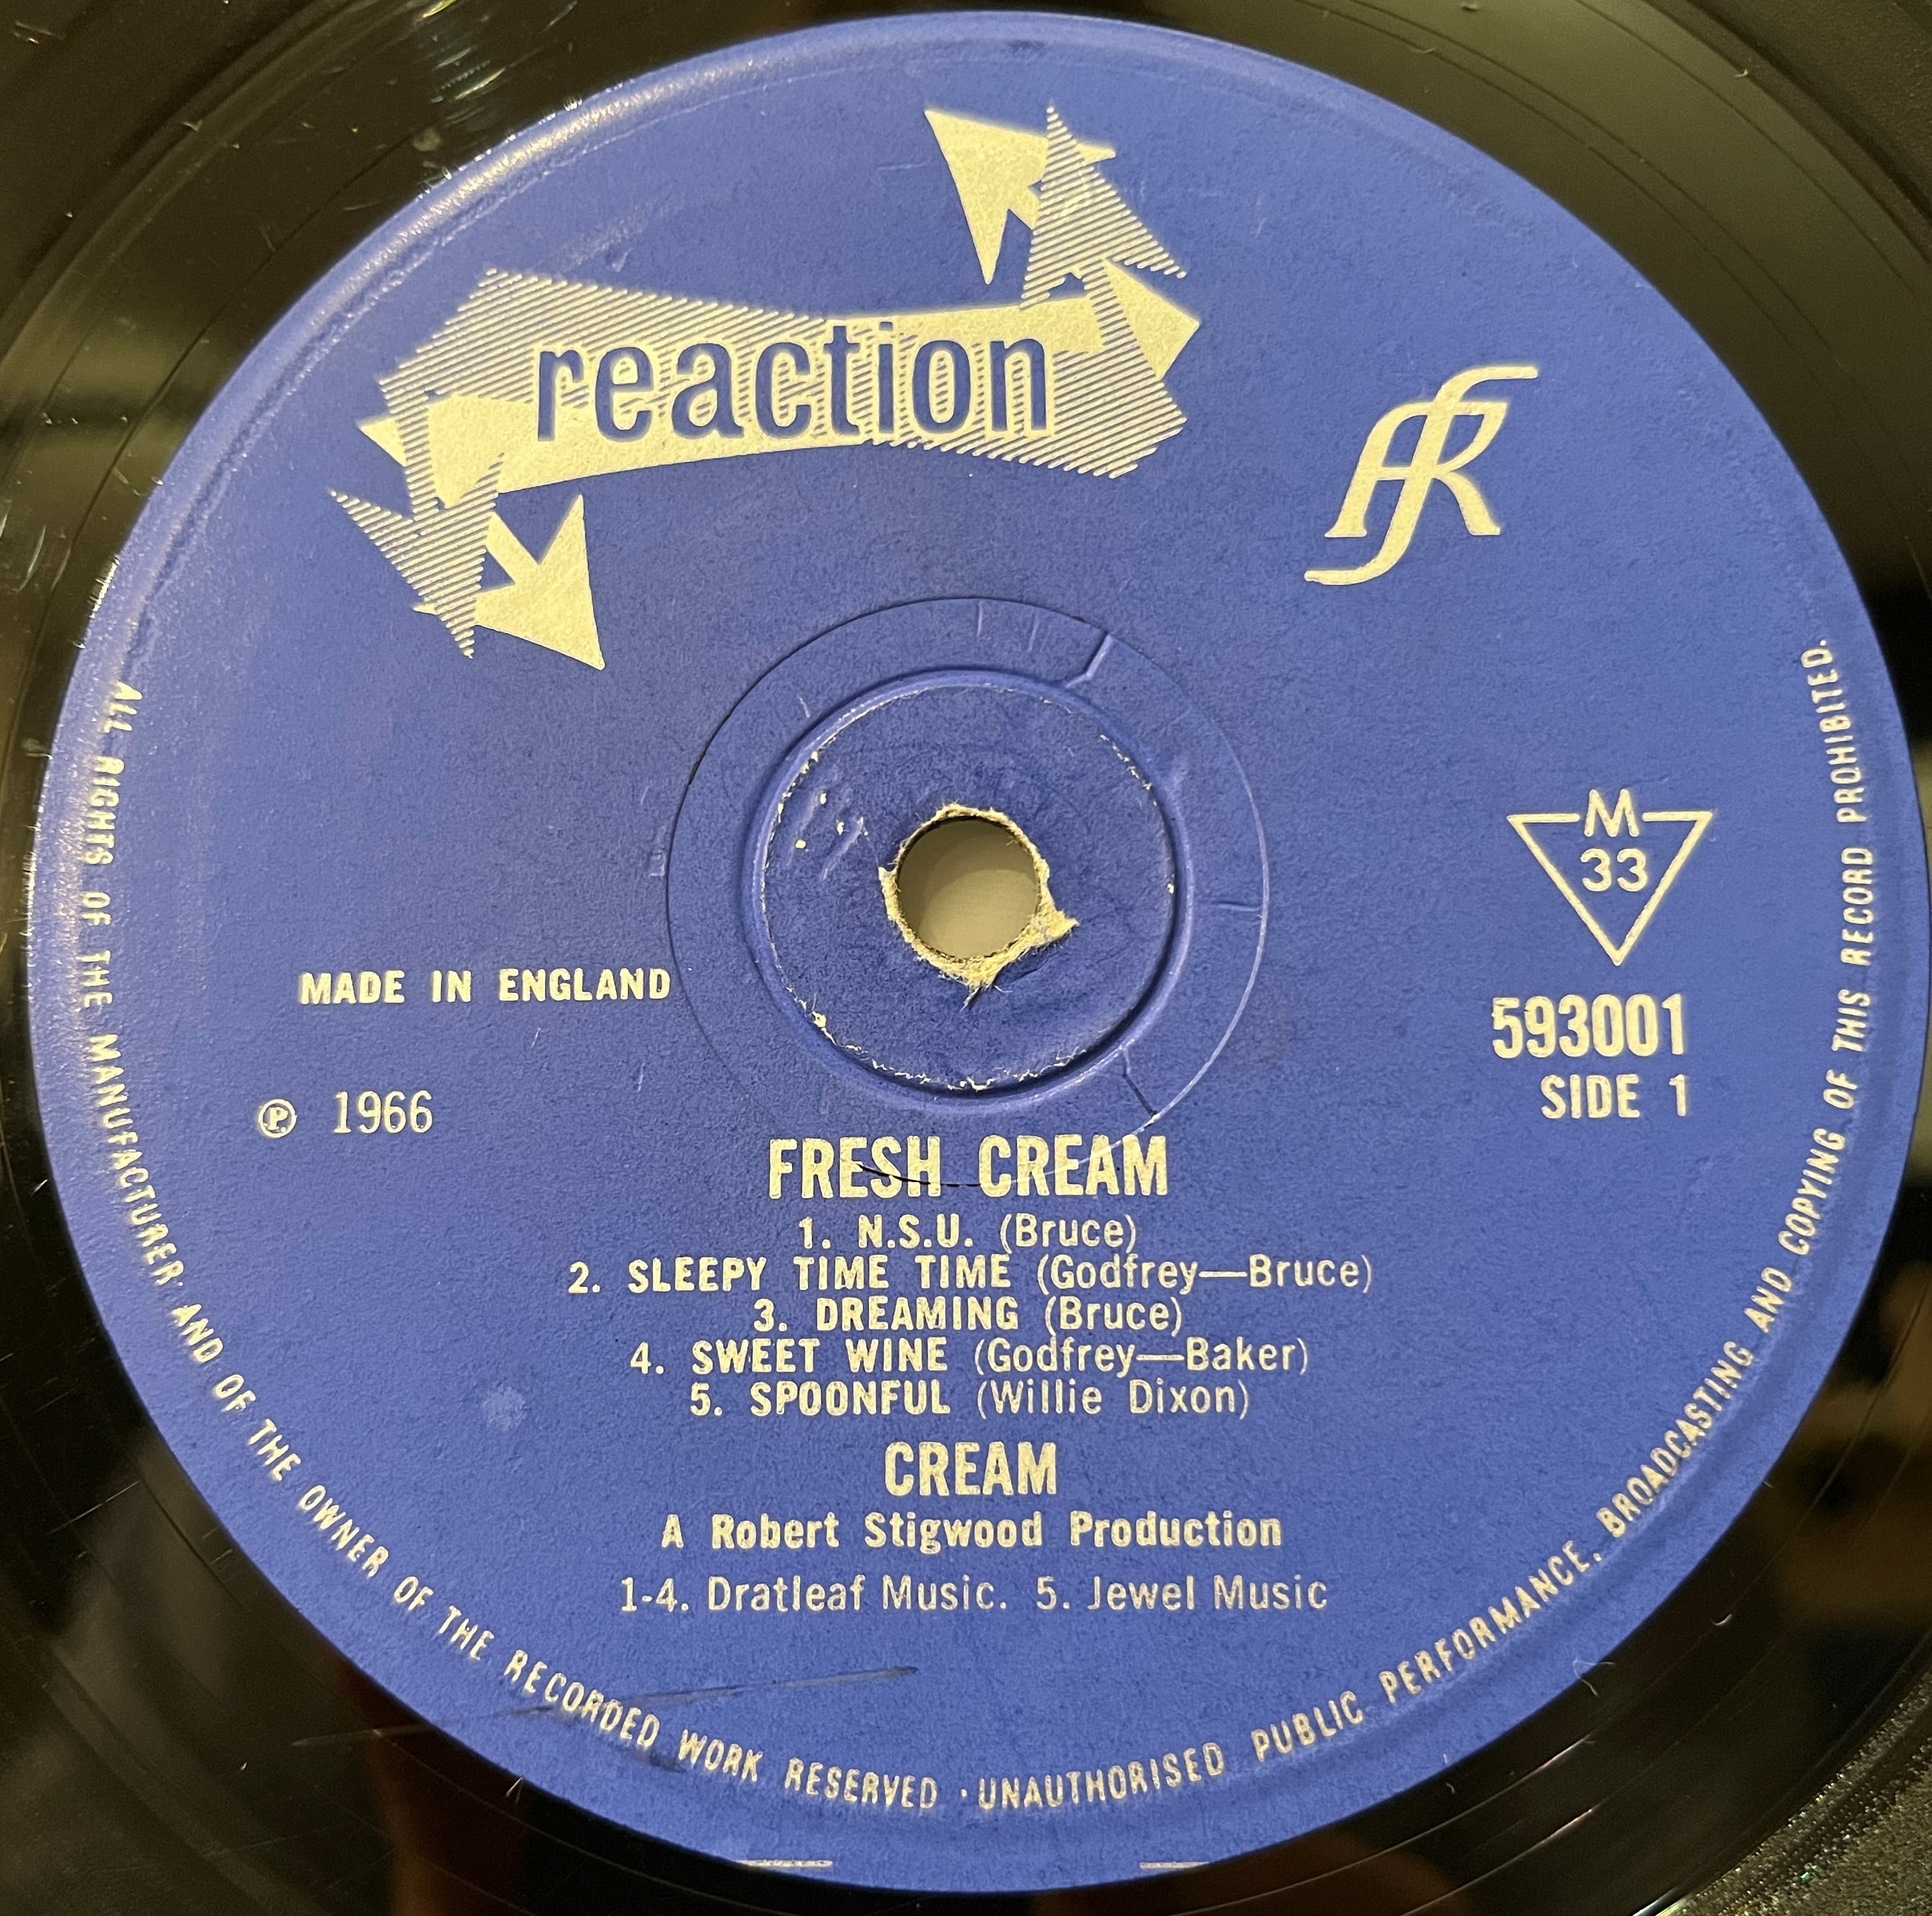 reaction
fR
M
33
MADE IN ENGLAND
593001
SIDE 1
Ⓟ 1966
FRESH CREAM
1. N.S.U. (Bruce)
2. SLEEPY TIME TIME (Godfrey—Bruce)
3. DREAMING (Bruce)
4. SWEET WINE (Godfrey—Baker)
5. SPOONFUL (Willie Dixon)
CREAM
A Robert Stigwood Production
1-4. Dratleaf Music. 5. Jewel Music
ALL RIGHTS OF THE MANUFACTURER AND OF THE OWNER OF THE RECORDED WORK RESERVED · UNAUTHORISED PUBLIC PERFORMANCE, BROADCASTING AND COPYING OF THIS RECORD PROHIBITED.